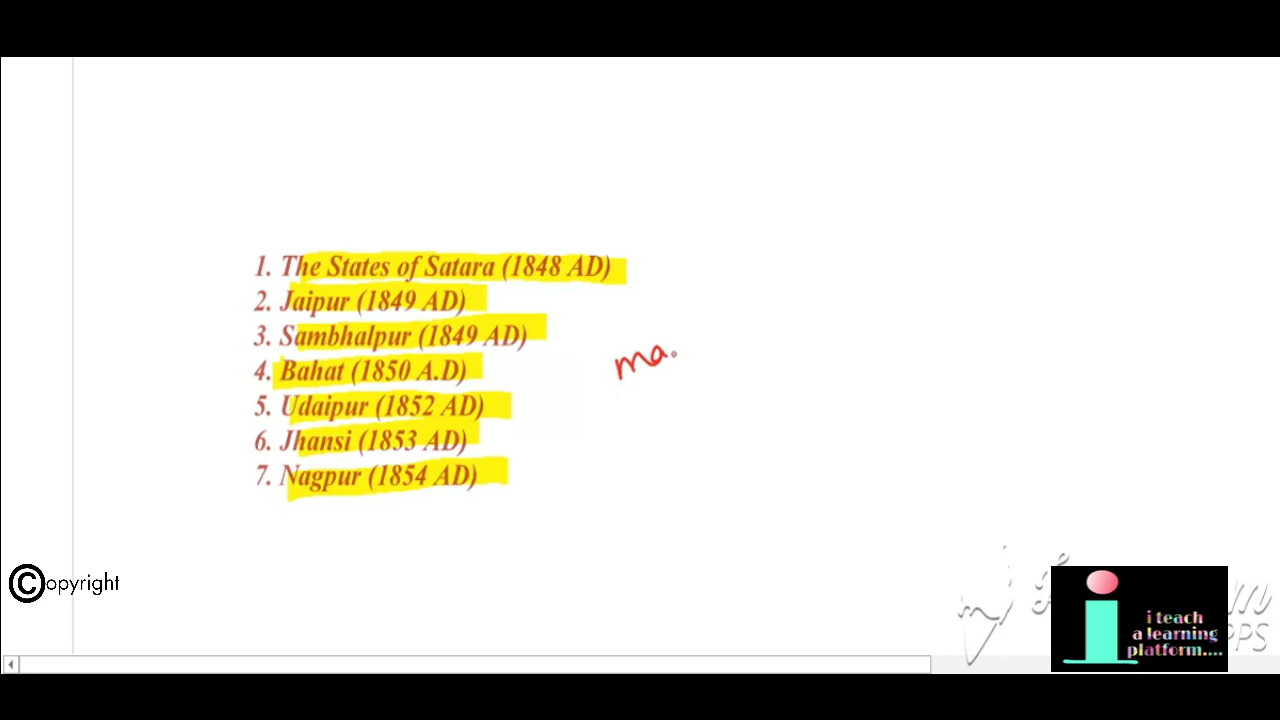 1. The States of Satara (1848 AD)
2. Jaipur (1849 AD)
3. Sambhalpur (1849 AD)
4. Bahat (1850 A.D)
5. Udaipur (1852 AD)
6. Jhansi (1853 AD)
7. Nagpur (1854 AD)
ma.
©opyright
i teach
a learning
platform....